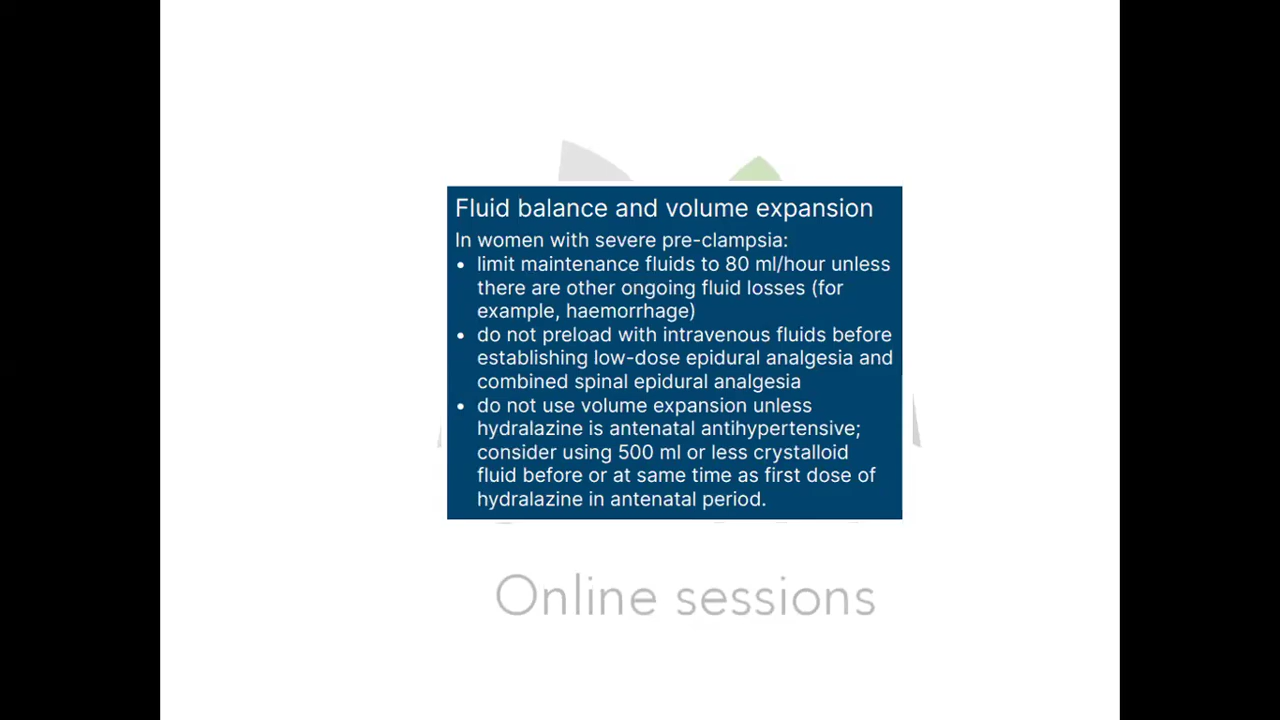 Fluid balance and volume expansion
In women with severe pre-clampsia:
• limit maintenance fluids to 80 ml/hour unless
there are other ongoing fluid losses (for
example, haemorrhage)
• do not preload with intravenous fluids before
establishing low-dose epidural analgesia and
combined spinal epidural analgesia
• do not use volume expansion unless
hydralazine is antenatal antihypertensive;
consider using 500 ml or less crystalloid
fluid before or at same time as first dose of
hydralazine in antenatal period.
Online sessions